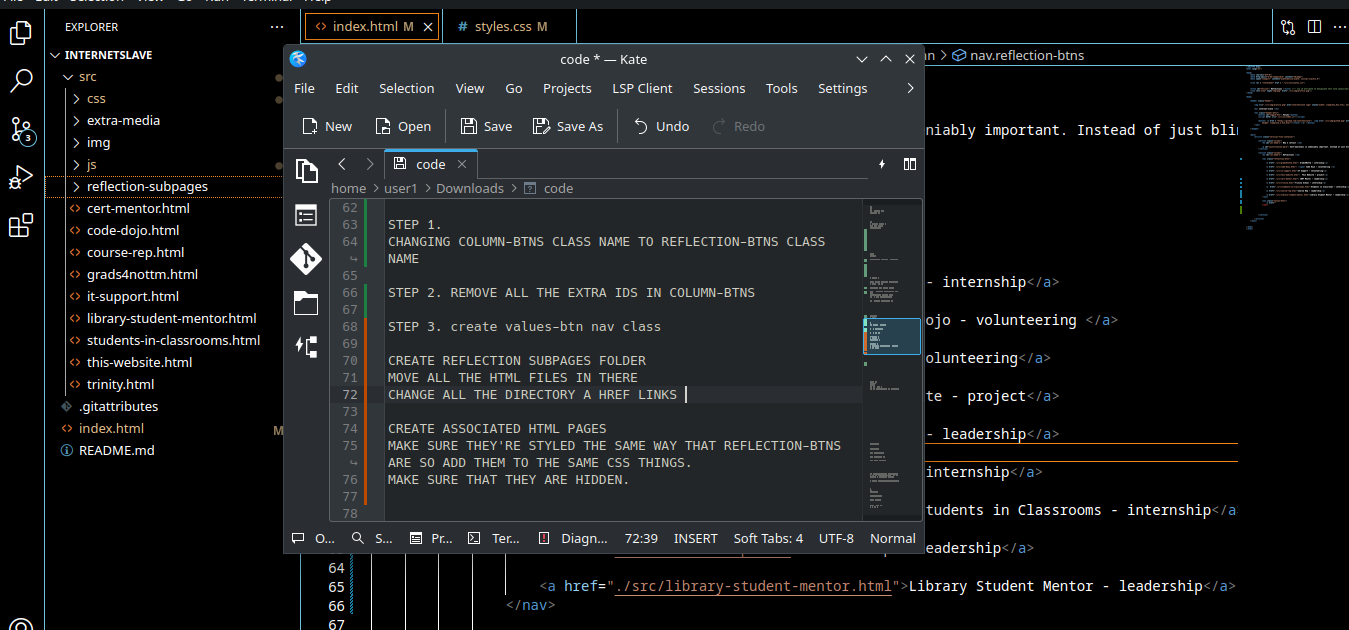 EXPLORER
INTERNETSLAVE
src
css
extra-media
img
js
reflection-subpages
cert-mentor.html
code-dojo.html
course-rep.html
grads4nottm.html
it-support.html
library-student-mentor.html
students-in-classrooms.html
this-website.html
trinity.html
.gitattributes
index.html M
README.md
3
index.html M
styles.css M
nav.reflection-btns
code * — Kate
File Edit Selection View Go Projects LSP Client Sessions Tools Settings
New Open Save Save As Undo Redo
code
home > user1 > Downloads > code
62
63 STEP 1.
64 CHANGING COLUMN-BTNS CLASS NAME TO REFLECTION-BTNS CLASS
NAME
65
66 STEP 2. REMOVE ALL THE EXTRA IDS IN COLUMN-BTNS
67
68 STEP 3. create values-btn nav class
69
70 CREATE REFLECTION SUBPAGES FOLDER
71 MOVE ALL THE HTML FILES IN THERE
72 CHANGE ALL THE DIRECTORY A HREF LINKS
73
74 CREATE ASSOCIATED HTML PAGES
75 MAKE SURE THEY'RE STYLED THE SAME WAY THAT REFLECTION-BTNS
ARE SO ADD THEM TO THE SAME CSS THINGS.
76 MAKE SURE THAT THEY ARE HIDDEN.
77
78
O... S... Pr... Ter... Diagn... 72:39 INSERT Soft Tabs: 4 UTF-8 Normal
niably important. Instead of just bli
- internship</a>
ojo - volunteering </a>
olunteering</a>
te - project</a>
- leadership</a>
internship</a>
tudents in Classrooms - internship</a
eadership</a>
64
65 <a href="./src/library-student-mentor.html">Library Student Mentor - leadership</a>
66 </nav>
67